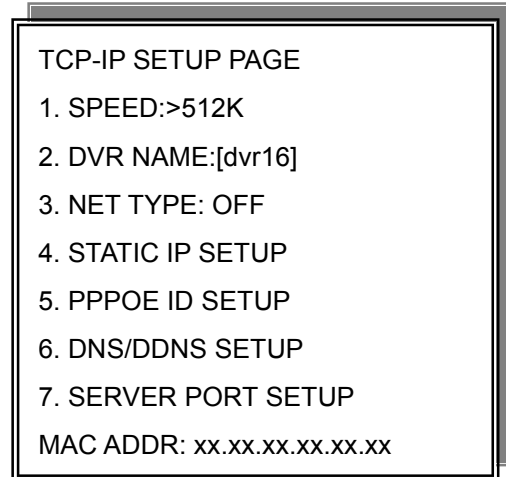 TCP-IP SETUP PAGE
1. SPEED:>512K
2. DVR NAME:[dvr16]
3. NET TYPE: OFF
4. STATIC IP SETUP
5. PPPOE ID SETUP
6. DNS/DDNS SETUP
7. SERVER PORT SETUP
MAC ADDR: xx.xx.xx.xx.xx.xx